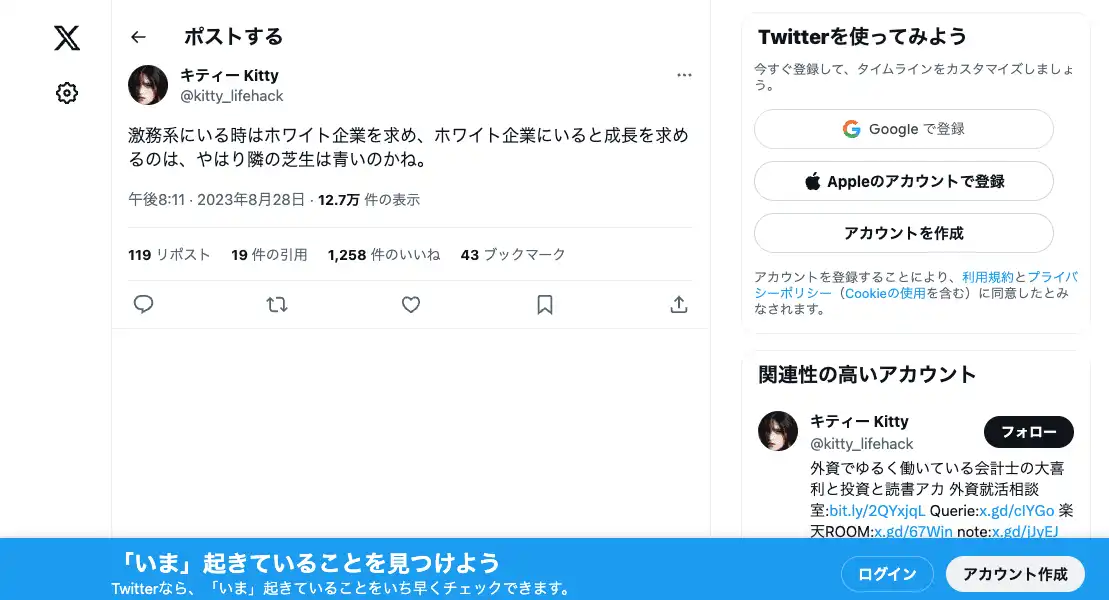 ポストする
キティー Kitty
@kitty_lifehack
激務系にいる時はホワイト企業を求め、ホワイト企業にいると成長を求め
るのは、やはり隣の芝生は青いのかね。
午後8:11 · 2023年8月28日 · 12.7万 件の表示
119 リポスト 19 件の引用 1,258 件のいいね 43 ブックマーク
Twitterを使ってみよう
今すぐ登録して、タイムラインをカスタマイズしましょ
う。
Google で登録
Appleのアカウントで登録
アカウントを作成
アカウントを登録することにより、利用規約とプライバ
シーポリシー（Cookieの使用を含む）に同意したとみ
なされます。
関連性の高いアカウント
キティー Kitty
@kitty_lifehack
フォロー
外資でゆるく働いている会計士の大喜
利と投資と読書アカ 外資就活相談
室:bit.ly/2QYxjqL Querie:x.gd/clYGo 楽
天ROOM:x.gd/67Win note:x.gd/jJyEJ
「いま」起きていることを見つけよう
Twitterなら、「いま」起きていることをいち早くチェックできます。
ログイン
アカウント作成